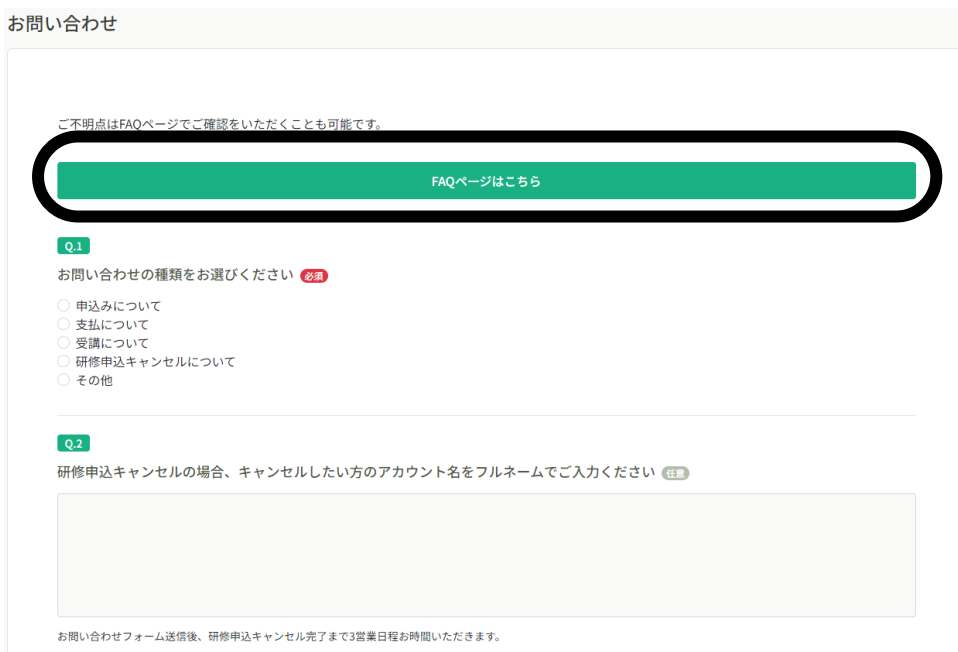 お問い合わせ
ご不明点はFAQページでご確認をいただくことも可能です。
FAQページはこちら
Q.1
お問い合わせの種類をお選びください 必須
申込みについて
支払について
受講について
研修申込キャンセルについて
その他
Q.2
研修申込キャンセルの場合、キャンセルしたい方のアカウント名をフルネームでご入力ください 任意
お問い合わせフォーム送信後、研修申込キャンセル完了まで3営業日程お時間いただきます。